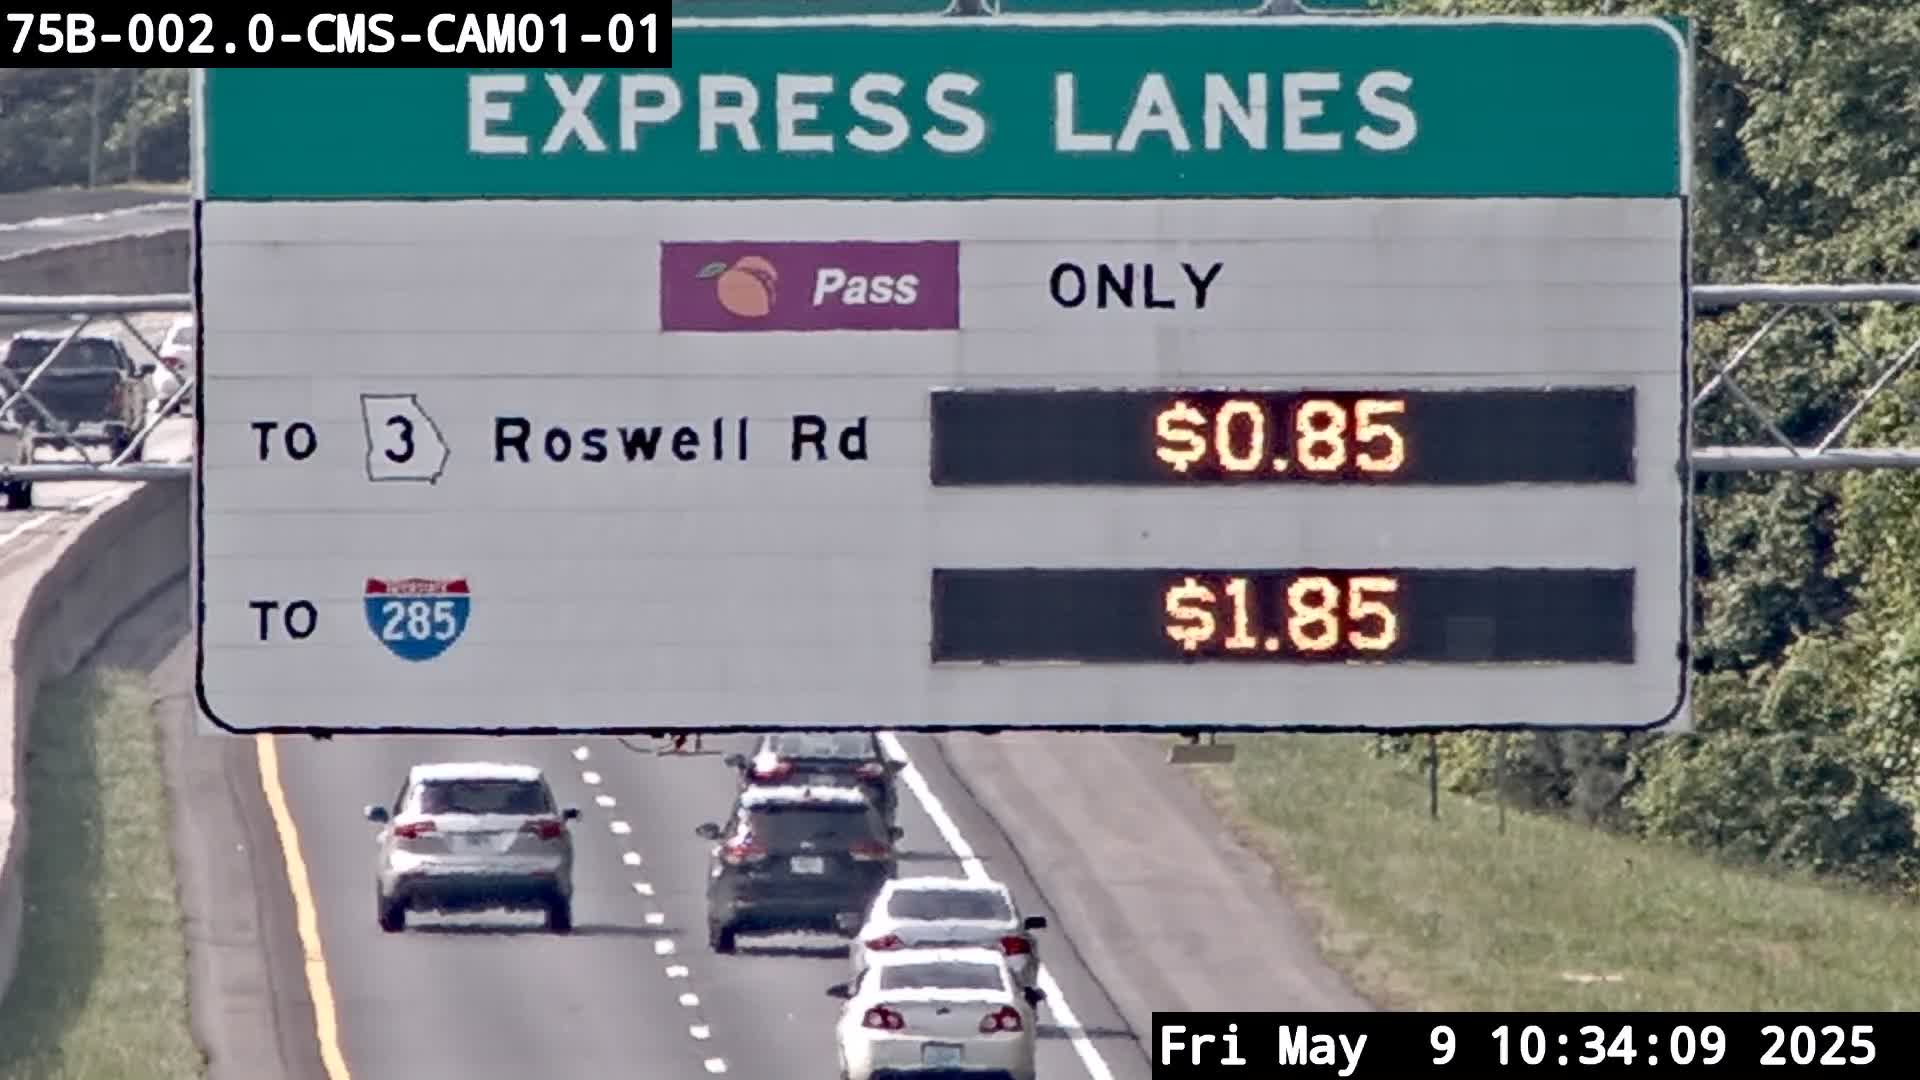 75B-002.0-CMS-CAM01-01
EXPRESS LANES
Pass ONLY
TO 3 Roswell Rd $0.85
INTERSTATE
TO 285 $1.85
Fri May 9 10:34:09 2025